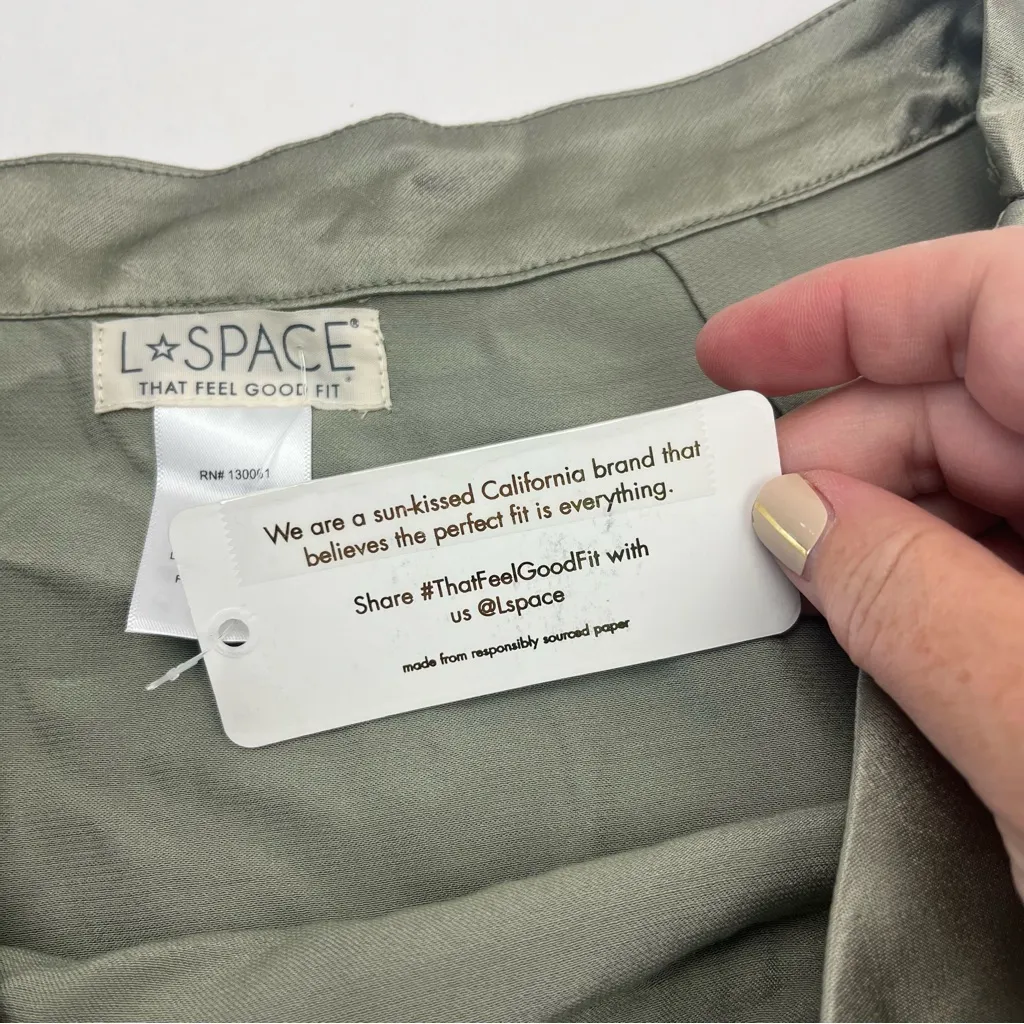 L☆SPACE®
THAT FEEL GOOD FIT
RN# 130061
We are a sun-kissed California brand that
believes the perfect fit is everything.
Share #ThatFeelGoodFit with
us @Lspace
made from responsibly sourced paper